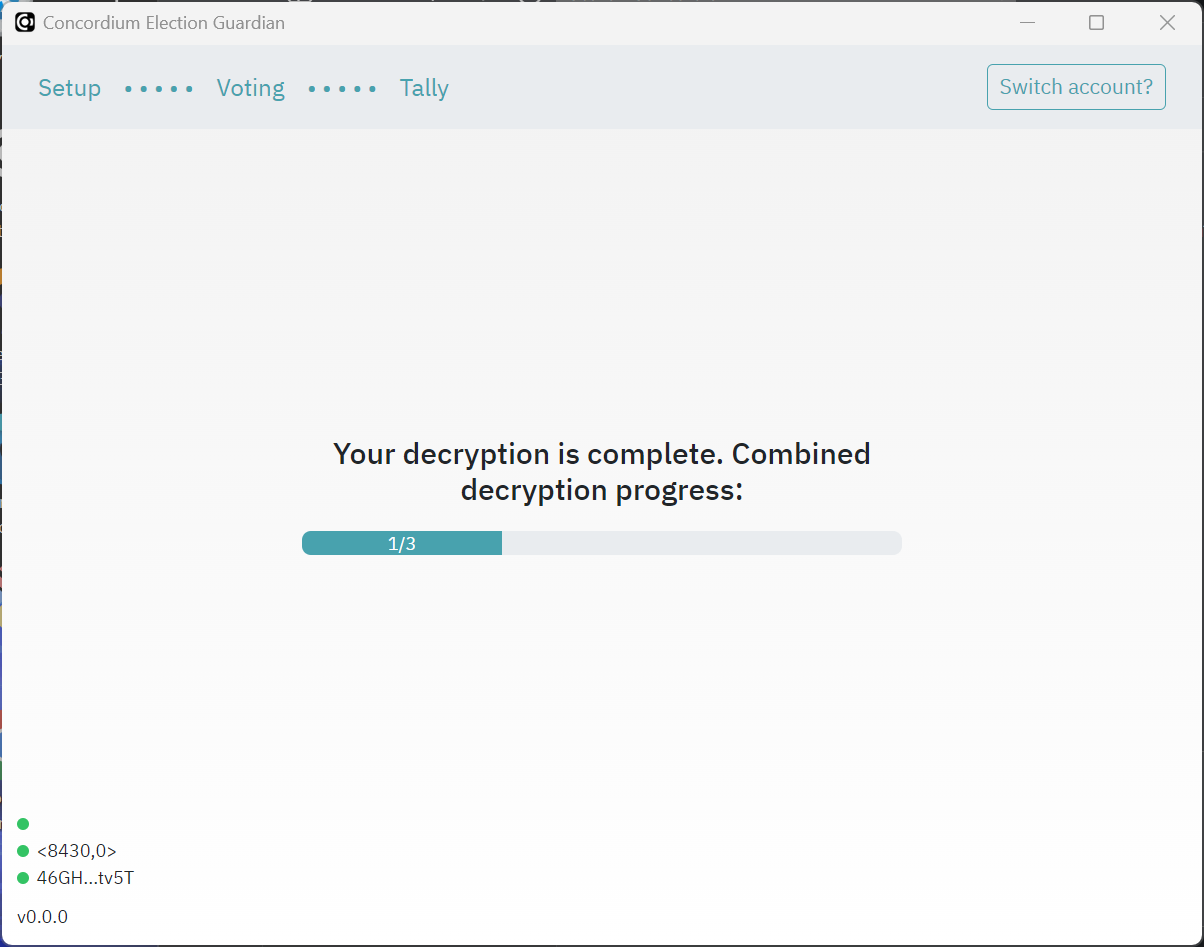 Concordium Election Guardian
Setup ••••• Voting ••••• Tally
Switch account?
Your decryption is complete. Combined
decryption progress:
1/3
<8430,0>
46GH...tv5T
v0.0.0